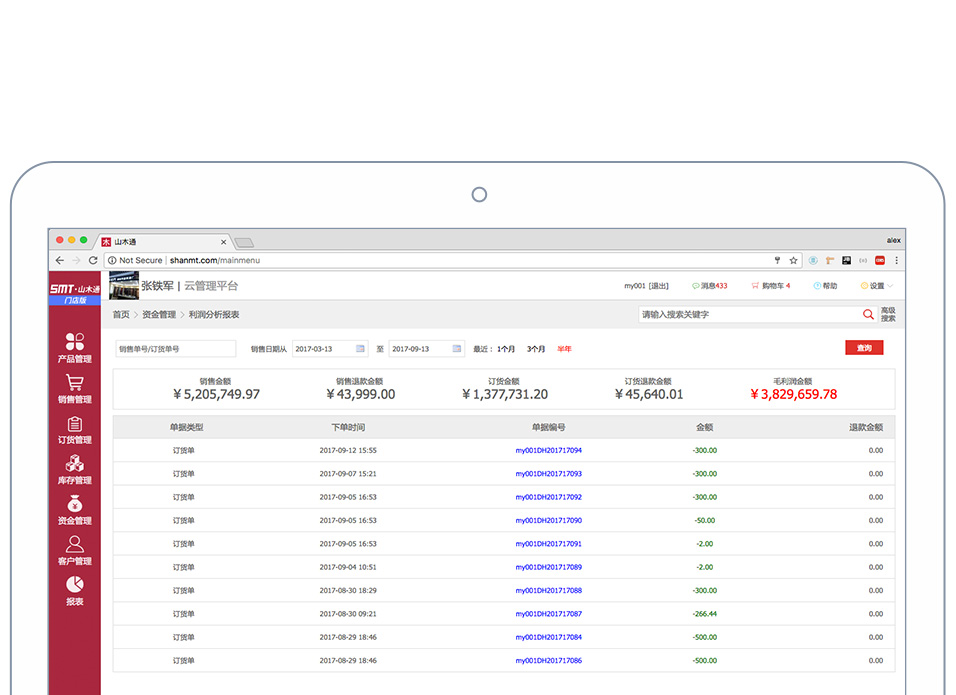 山木通
alex
Not Secure | shanmt.com/mainmenu
SMT·山木通
门店版
张铁军 | 云管理平台
my001 [退出] 消息433 购物车 4 帮助 设置
首页 > 资金管理 > 利润分析报表
请输入搜索关键字
高级搜索
销售单号/订货单号 销售日期从 2017-03-13 至 2017-09-13 最近： 1个月 3个月 半年 查询
产品管理
销售管理
订货管理
库存管理
资金管理
客户管理
报表
销售金额 销售退款金额 订货金额 订货退款金额 毛利润金额
¥5,205,749.97 ¥43,999.00 ¥1,377,731.20 ¥45,640.01 ¥3,829,659.78
单据类型 下单时间 单据编号 金额 退款金额
订货单 2017-09-12 15:55 my001DH201717094 -300.00 0.00
订货单 2017-09-07 15:21 my001DH201717093 -300.00 0.00
订货单 2017-09-05 16:53 my001DH201717092 -300.00 0.00
订货单 2017-09-05 16:53 my001DH201717090 -50.00 0.00
订货单 2017-09-05 16:53 my001DH201717091 -2.00 0.00
订货单 2017-09-04 10:51 my001DH201717089 -2.00 0.00
订货单 2017-08-30 18:29 my001DH201717088 -300.00 0.00
订货单 2017-08-30 09:21 my001DH201717087 -266.44 0.00
订货单 2017-08-29 18:46 my001DH201717084 -500.00 0.00
订货单 2017-08-29 18:46 my001DH201717086 -500.00 0.00